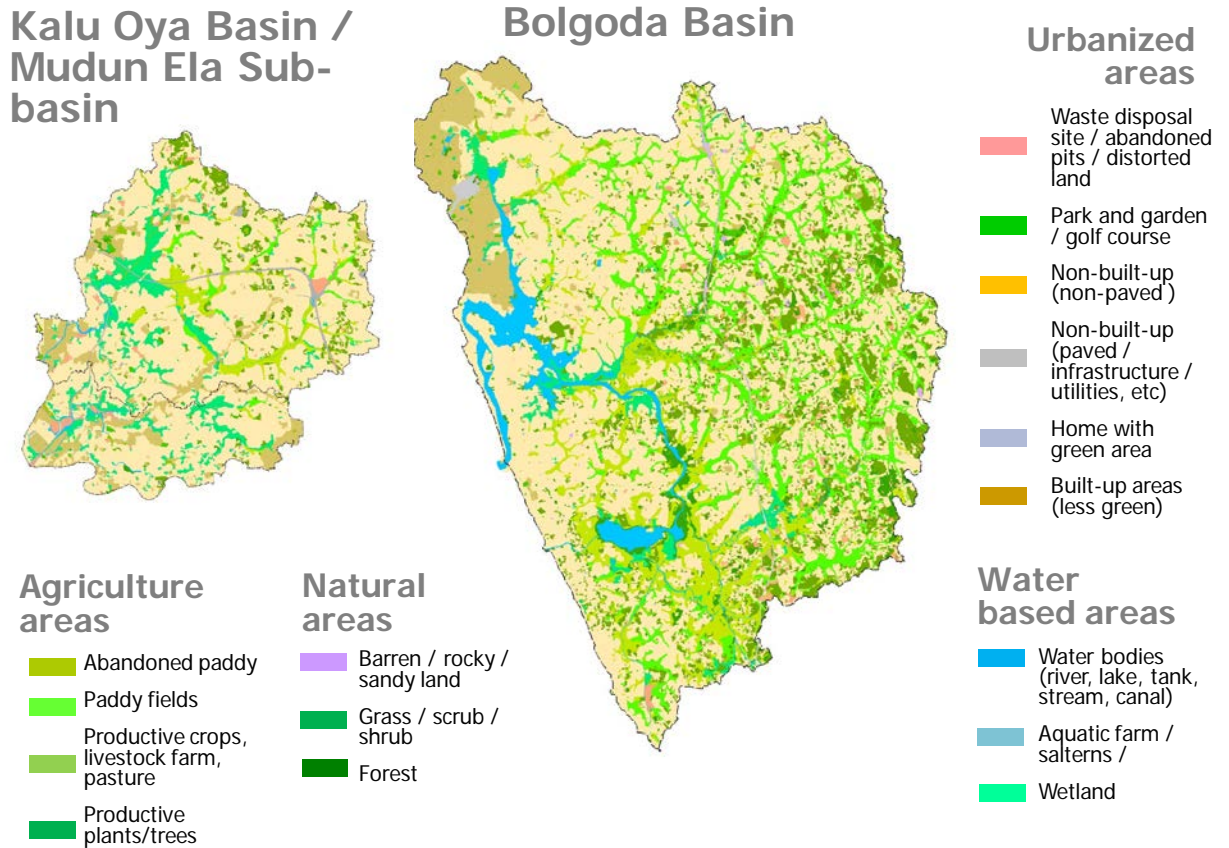 Kalu Oya Basin /
Mudun Ela Sub-
basin
Bolgoda Basin
Urbanized
areas
Waste disposal
site / abandoned
pits / distorted
land
Park and garden
/ golf course
Non-built-up
(non-paved )
Non-built-up
(paved /
infrastructure /
utilities, etc)
Home with
green area
Built-up areas
(less green)
Agriculture
areas
Abandoned paddy
Paddy fields
Productive crops,
livestock farm,
pasture
Productive
plants/trees
Natural
areas
Barren / rocky /
sandy land
Grass / scrub /
shrub
Forest
Water
based areas
Water bodies
(river, lake, tank,
stream, canal)
Aquatic farm /
salterns /
Wetland